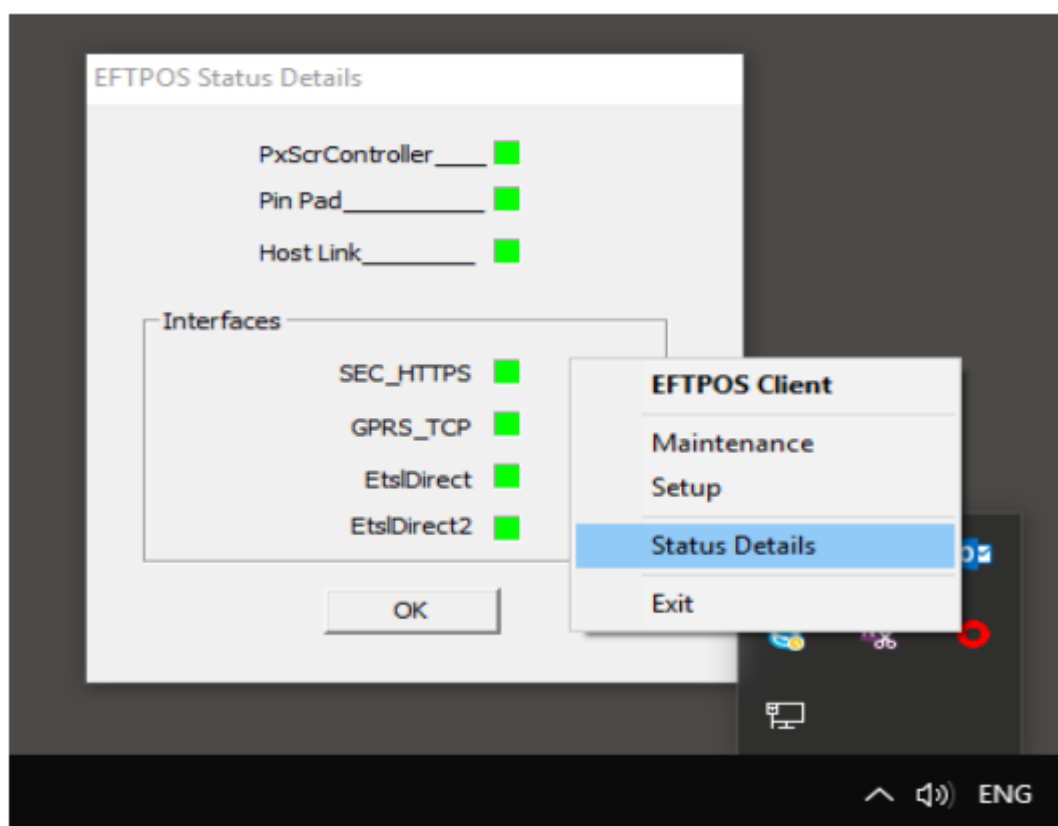 EFTPOS Status Details
PxScrController____
Pin Pad__________
Host Link________
Interfaces
SEC_HTTPS
GPRS_TCP
EtslDirect
EtslDirect2
OK
EFTPOS Client
Maintenance
Setup
Status Details
Exit
ENG